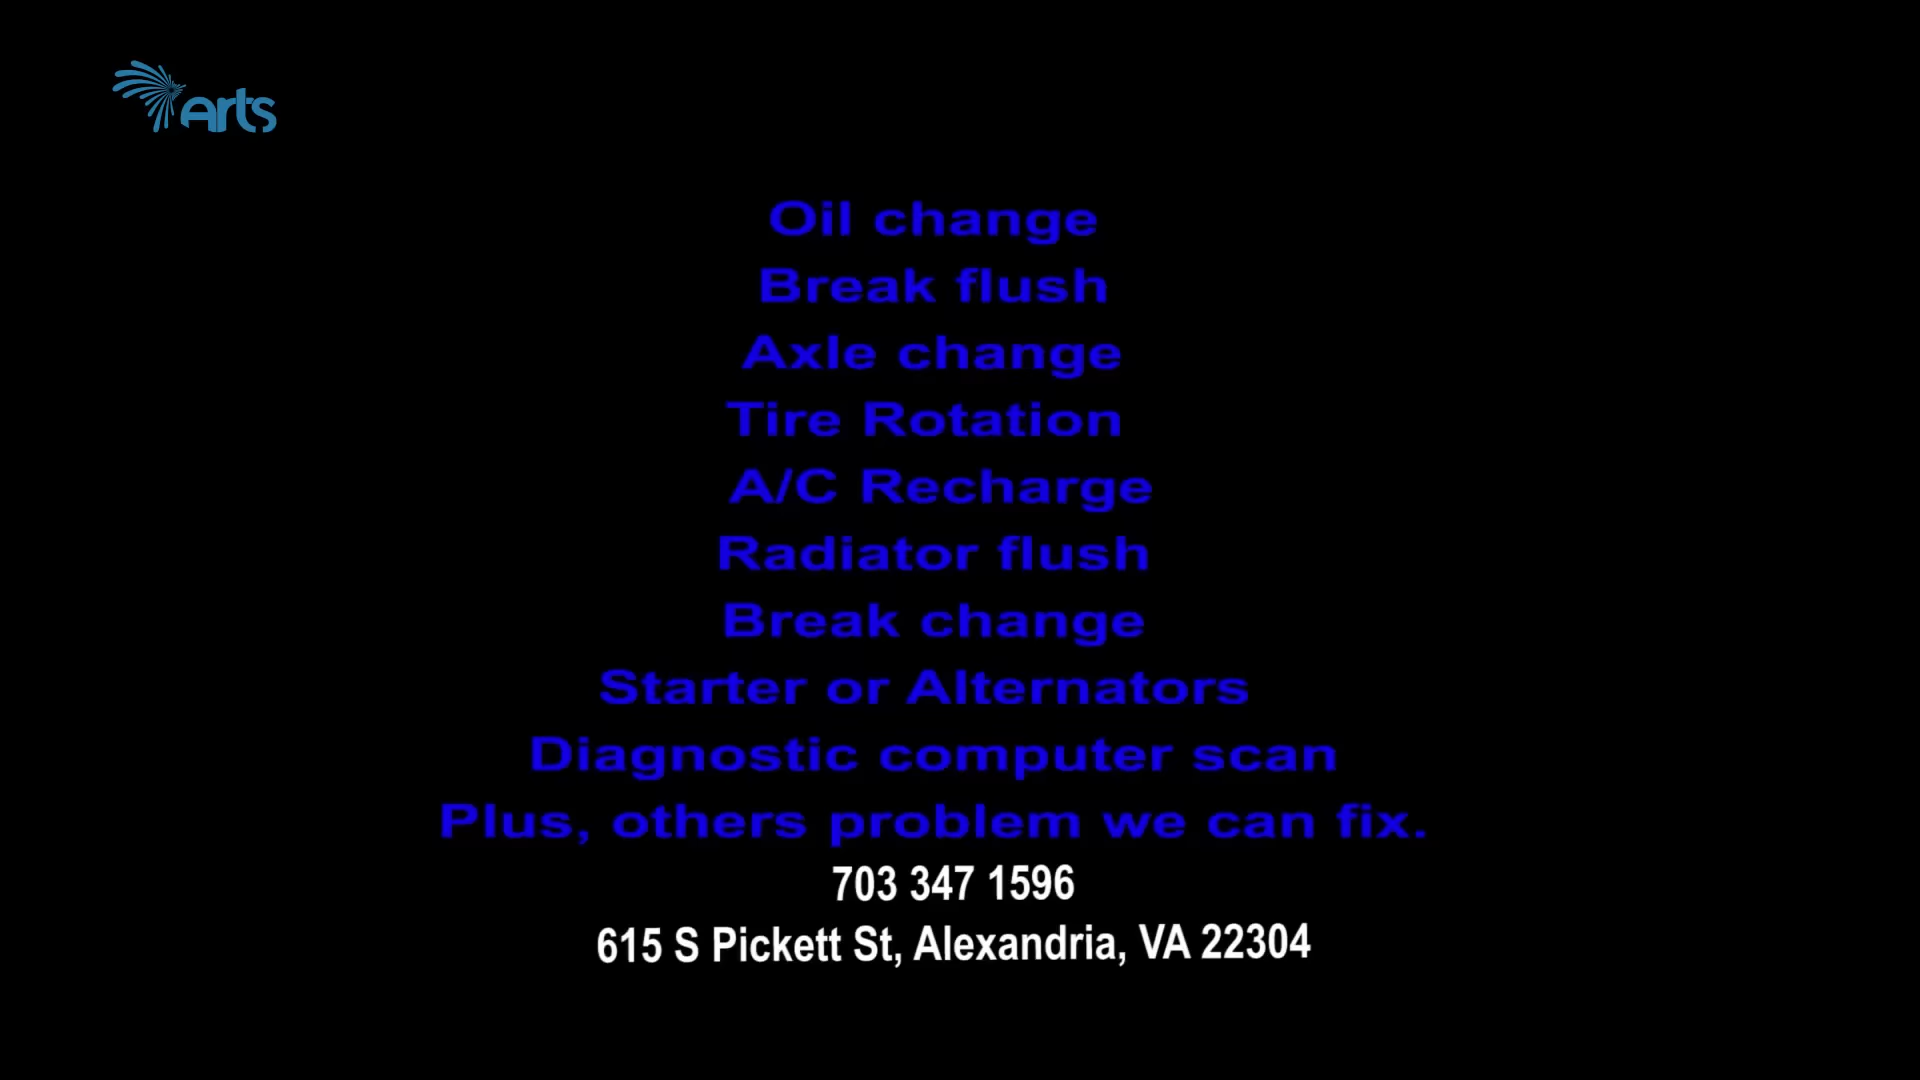 arts
Oil change
Break flush
Axle change
Tire Rotation
A/C Recharge
Radiator flush
Break change
Starter or Alternators
Diagnostic computer scan
Plus, others problem we can fix.
703 347 1596
615 S Pickett St, Alexandria, VA 22304